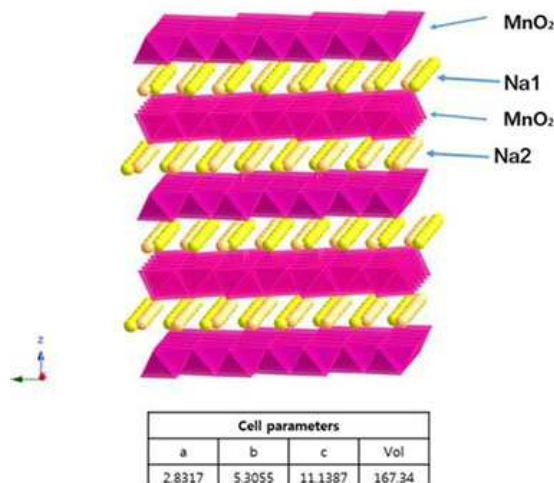 MnO₂
Na1
MnO₂
Na2
z
Cell parameters
a b c Vol
2.8317 5.3055 11.1387 167.34